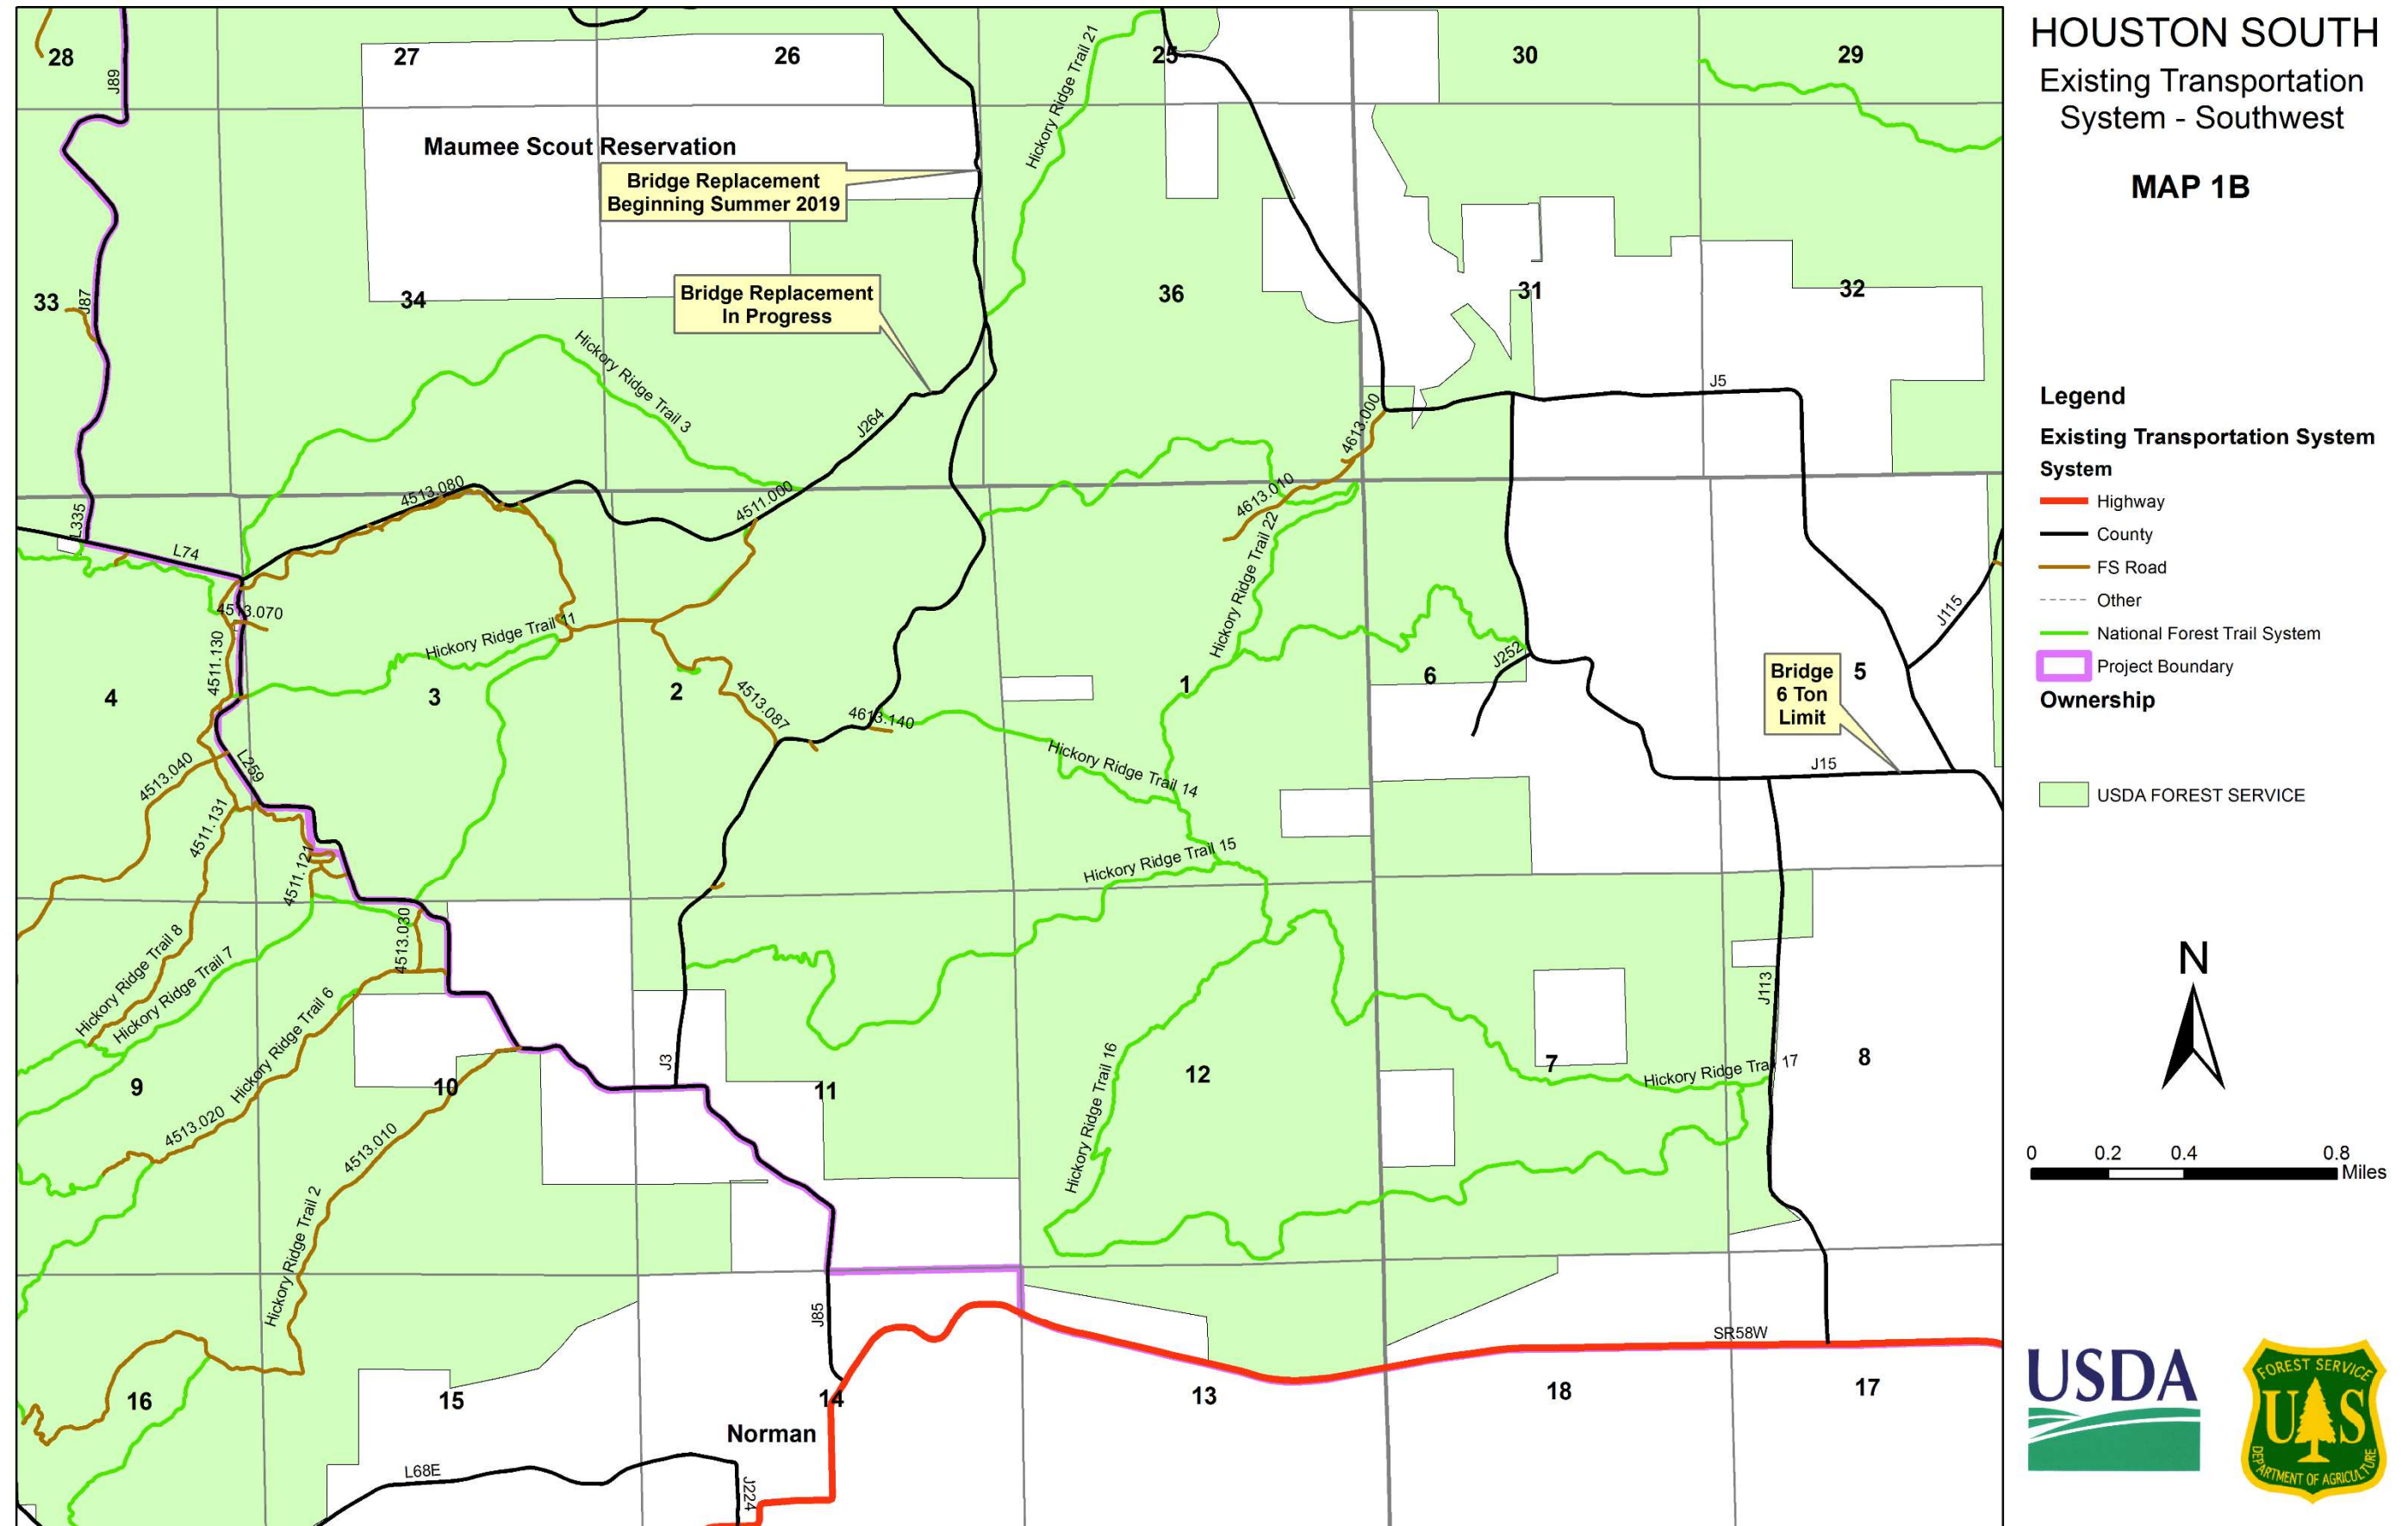 HOUSTON SOUTH
Existing Transportation
System - Southwest
MAP 1B
Legend
Existing Transportation System
System
Highway
County
FS Road
Other
National Forest Trail System
Project Boundary
Ownership
USDA FOREST SERVICE
N
0 0.2 0.4 0.8
Miles
USDA
FOREST SERVICE
U S
DEPARTMENT OF AGRICULTURE
28
27
26
25
30
29
J89
Hickory Ridge Trail 21
Maumee Scout Reservation
Bridge Replacement
Beginning Summer 2019
Bridge Replacement
In Progress
33
J87
34
36
31
32
Hickory Ridge Trail 3
J264
J5
4613.000
4613.010
4513.080
4511.000
L335
L74
Hickory Ridge Trail 22
4513.070
4511.130
Hickory Ridge Trail 11
J115
J252
Bridge
6 Ton
Limit
4
3
2
1
6
5
4513.087
4613.140
L259
4513.040
Hickory Ridge Trail 14
J15
4511.131
4511.121
Hickory Ridge Trail 15
4513.030
Hickory Ridge Trail 8
Hickory Ridge Trail 7
Hickory Ridge Trail 6
J113
J3
9
10
11
12
7
8
Hickory Ridge Trail 17
Hickory Ridge Trail 16
4513.020
4513.010
Hickory Ridge Trail 2
J85
SR58W
16
15
14
13
18
17
Norman
L68E
J224